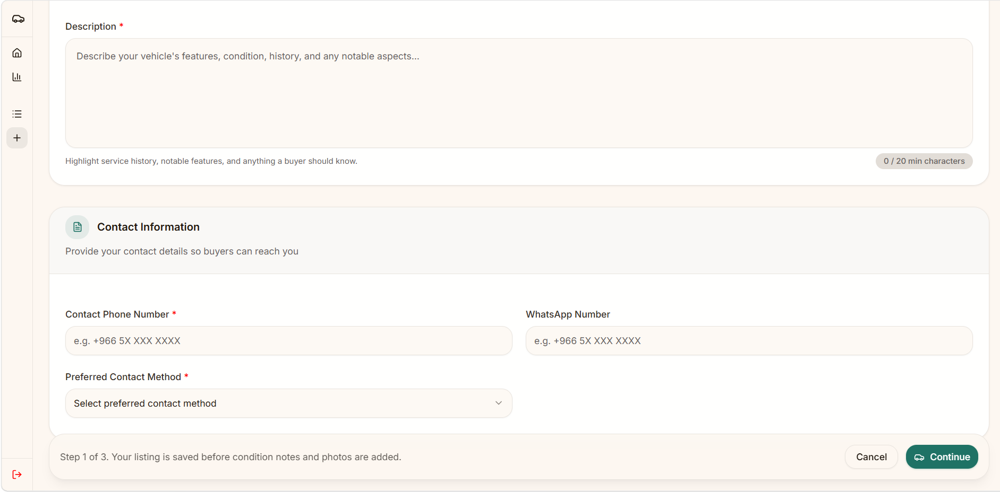 Description *
Describe your vehicle's features, condition, history, and any notable aspects...
Highlight service history, notable features, and anything a buyer should know.
0 / 20 min characters
Contact Information
Provide your contact details so buyers can reach you
Contact Phone Number *
WhatsApp Number
e.g. +966 5X XXX XXXX
e.g. +966 5X XXX XXXX
Preferred Contact Method *
Select preferred contact method
Step 1 of 3. Your listing is saved before condition notes and photos are added.
Cancel
Continue